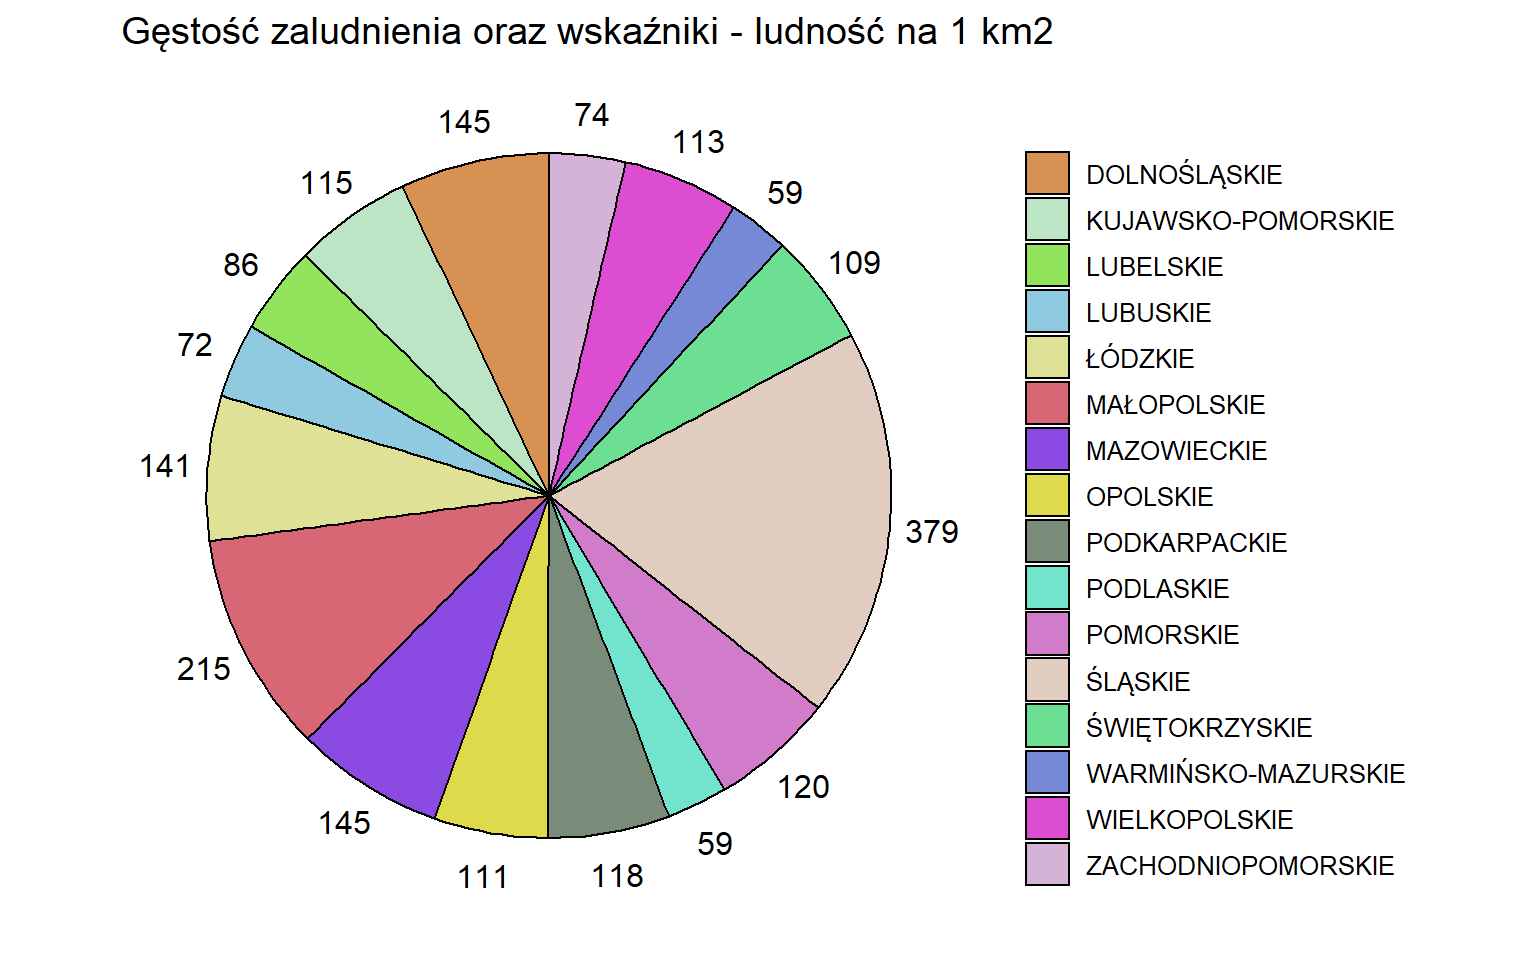 Gęstość zaludnienia oraz wskaźniki - ludność na 1 km2
145
74
113
59
109
379
120
59
118
111
145
215
141
72
86
115
DOLNOŚLĄSKIE
KUJAWSKO-POMORSKIE
LUBELSKIE
LUBUSKIE
ŁÓDZKIE
MAŁOPOLSKIE
MAZOWIECKIE
OPOLSKIE
PODKARPACKIE
PODLASKIE
POMORSKIE
ŚLĄSKIE
ŚWIĘTOKRZYSKIE
WARMIŃSKO-MAZURSKIE
WIELKOPOLSKIE
ZACHODNIOPOMORSKIE